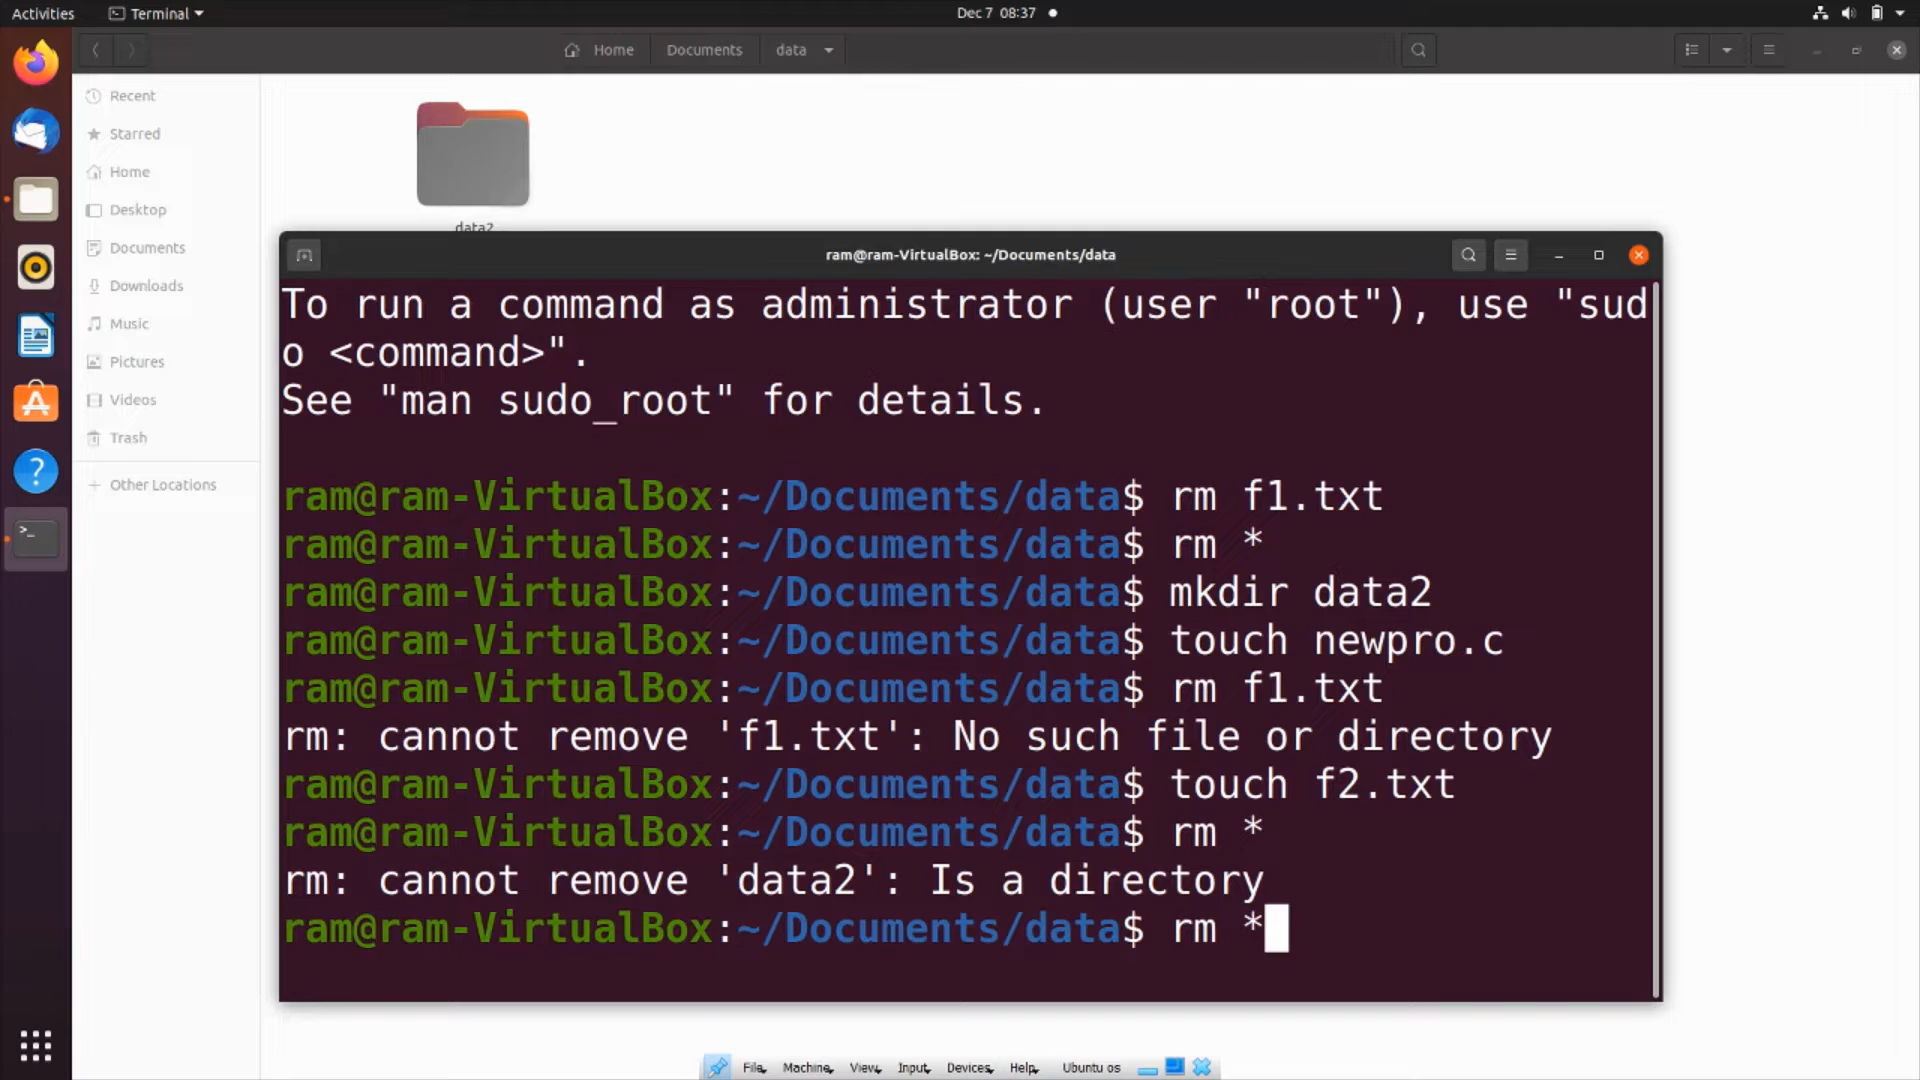 Activities Terminal Dec 7 08:37
Home Documents data
Recent
Starred
Home
Desktop
Documents
Downloads
Music
Pictures
Videos
Trash
Other Locations
data2
ram@ram-VirtualBox: ~/Documents/data
To run a command as administrator (user "root"), use "sud
o <command>".
See "man sudo_root" for details.
ram@ram-VirtualBox:~/Documents/data$ rm f1.txt
ram@ram-VirtualBox:~/Documents/data$ rm *
ram@ram-VirtualBox:~/Documents/data$ mkdir data2
ram@ram-VirtualBox:~/Documents/data$ touch newpro.c
ram@ram-VirtualBox:~/Documents/data$ rm f1.txt
rm: cannot remove 'f1.txt': No such file or directory
ram@ram-VirtualBox:~/Documents/data$ touch f2.txt
ram@ram-VirtualBox:~/Documents/data$ rm *
rm: cannot remove 'data2': Is a directory
ram@ram-VirtualBox:~/Documents/data$ rm *
File Machine View Input Devices Help Ubuntu os